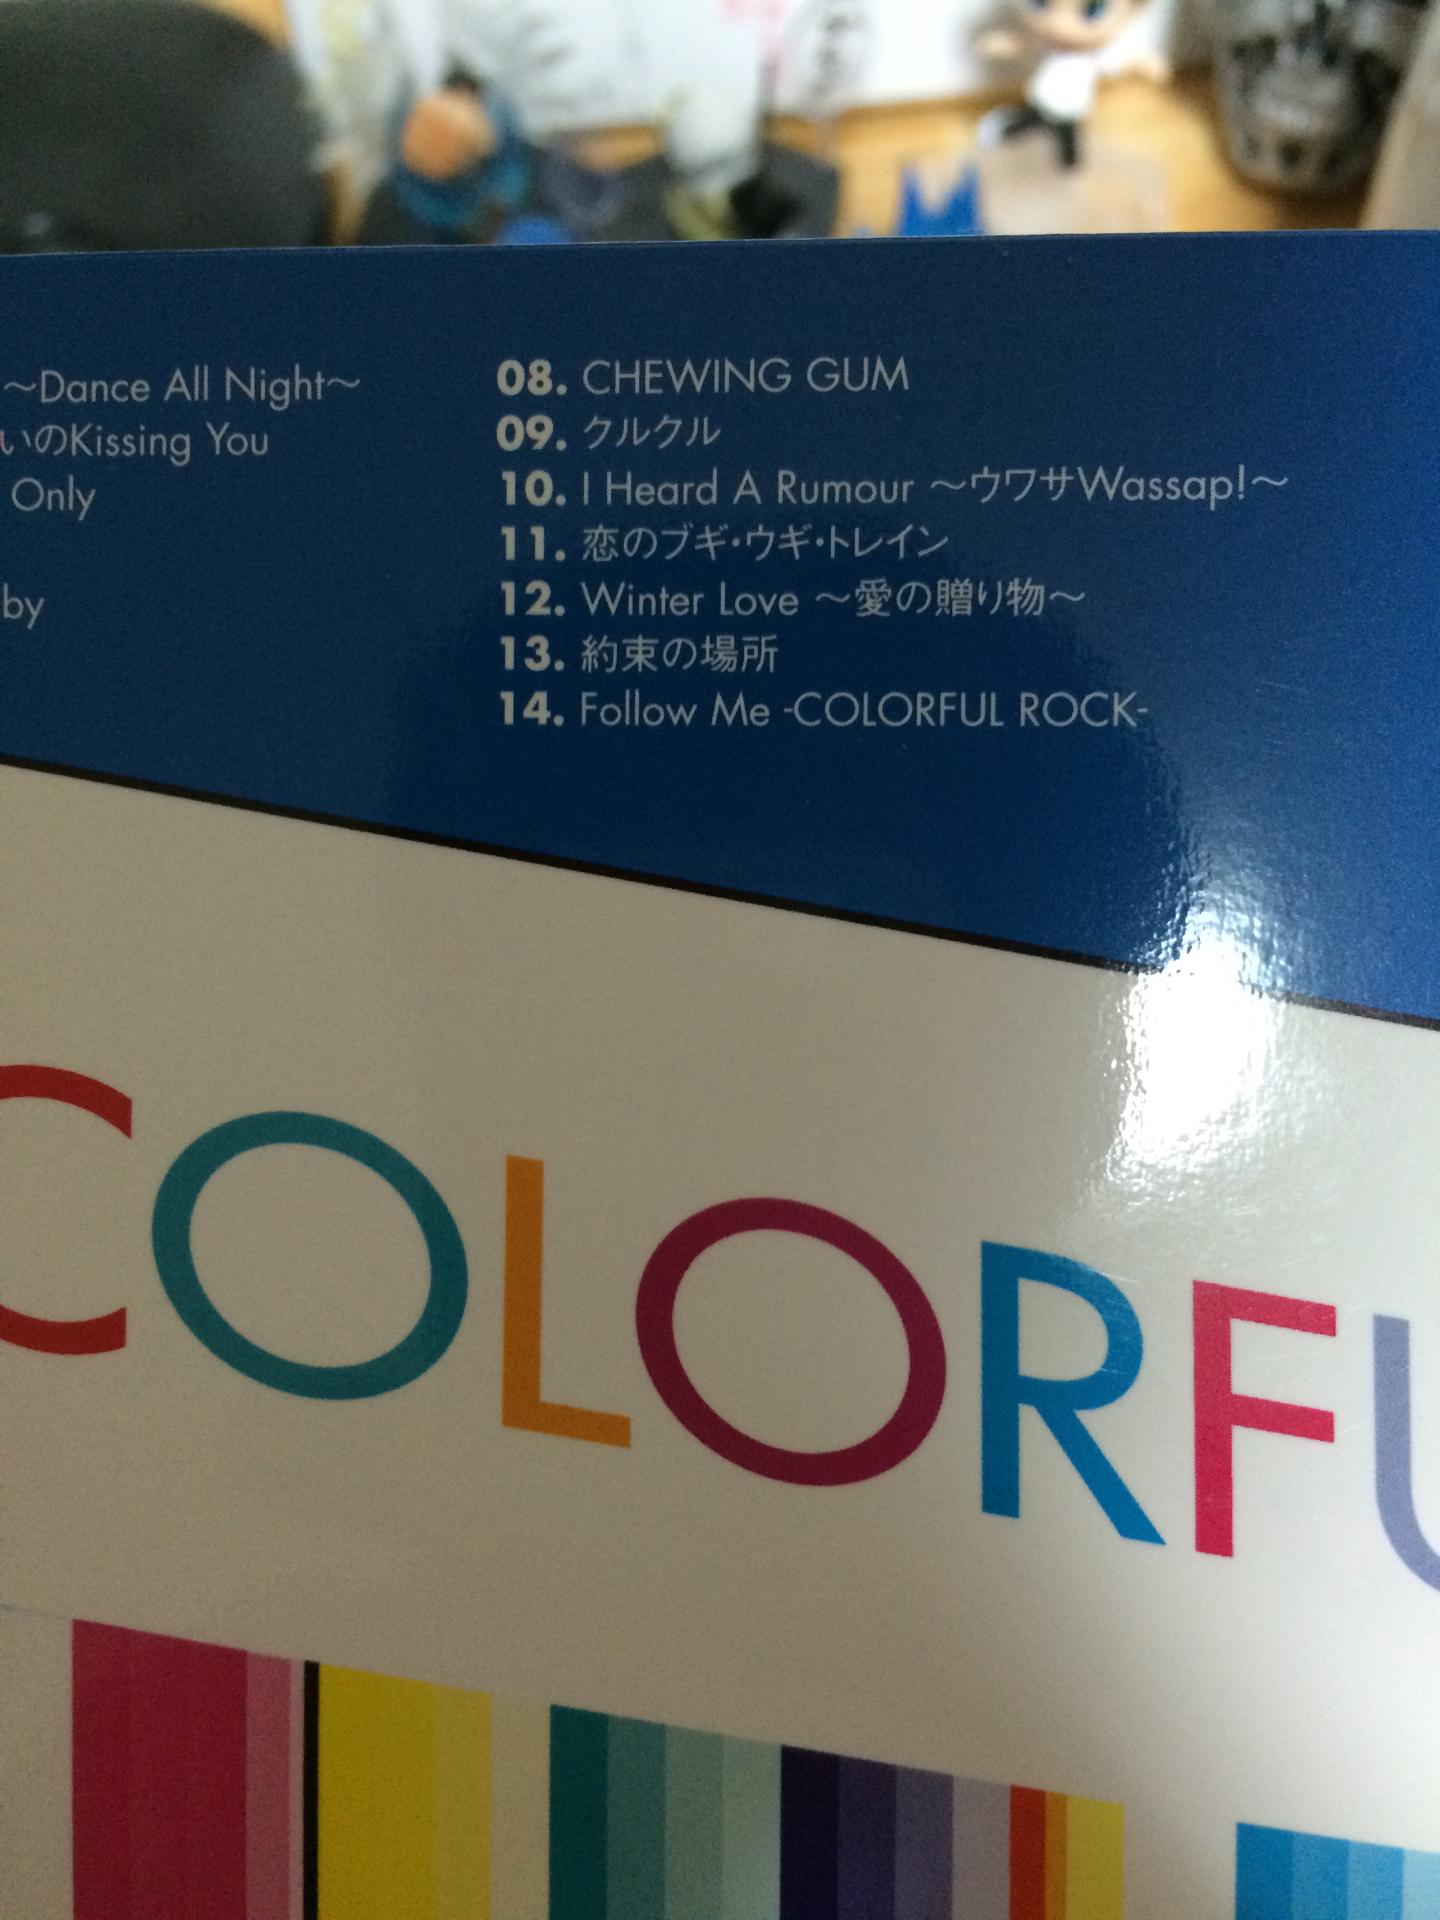 ～Dance All Night～
いのKissing You
Only
by
08. CHEWING GUM
09. クルクル
10. I Heard A Rumour ～ウワサWassap!～
11. 恋のブギ・ウギ・トレイン
12. Winter Love ～愛の贈り物～
13. 約束の場所
14. Follow Me -COLORFUL ROCK-
COLORFU